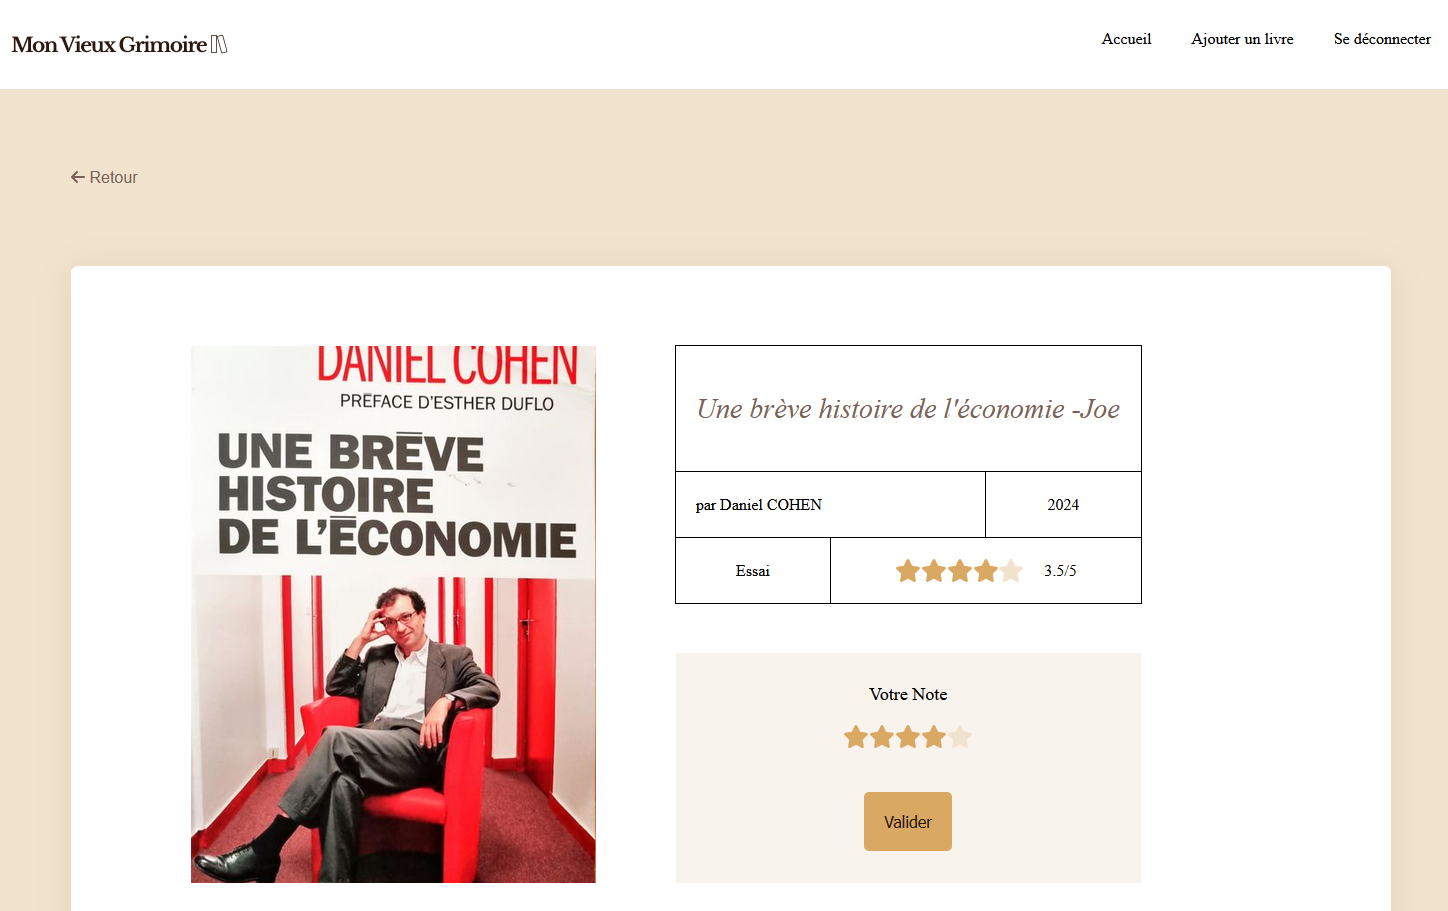 Mon Vieux Grimoire
Accueil
Ajouter un livre
Se déconnecter
Retour
DANIEL COHEN
PRÉFACE D'ESTHER DUFLO
UNE BRÈVE
HISTOIRE
DE L'ÉCONOMIE
Une brève histoire de l'économie -Joe
par Daniel COHEN
2024
Essai
3.5/5
Votre Note
Valider